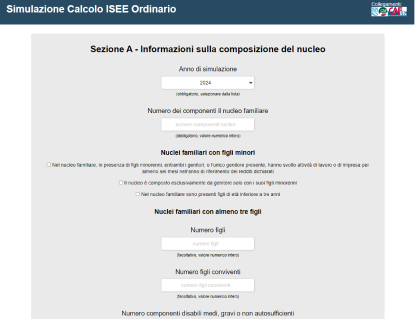 Simulazione Calcolo ISEE Ordinario
Collegamenti:
CAF
Sezione A - Informazioni sulla composizione del nucleo
Anno di simulazione
2024
(obbligatorio, selezionare dalla lista)
Numero dei componenti il nucleo familiare
numero componenti nucleo
(obbligatorio, valore numerico intero)
Nuclei familiari con figli minori
Nel nucleo familiare, in presenza di figli minorenni, entrambi i genitori, o l'unico genitore presente, hanno svolto attività di lavoro o di impresa per
almeno sei mesi nell'anno di riferimento dei redditi dichiarati
Il nucleo è composto esclusivamente da genitore solo con i suoi figli minorenni
Nel nucleo familiare sono presenti figli di età inferiore a tre anni
Nuclei familiari con almeno tre figli
Numero figli
numero figli
(facoltativo, valore numerico intero)
Numero figli conviventi
numero figli conviventi
(facoltativo, valore numerico intero)
Numero componenti disabili medi, gravi o non autosufficienti